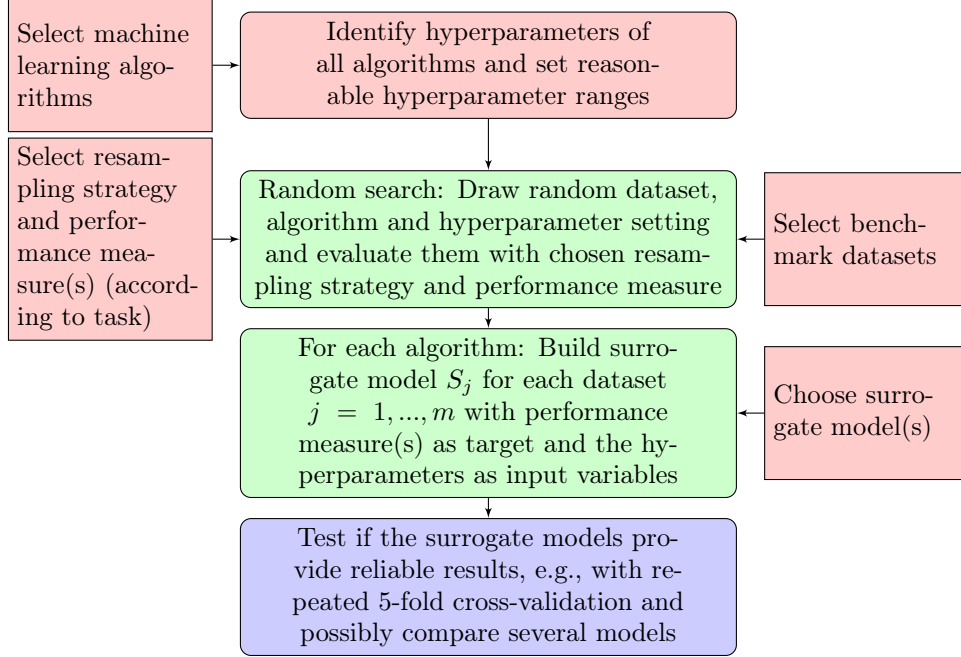 Select machine
learning algo-
rithms
Identify hyperparameters of
all algorithms and set reason-
able hyperparameter ranges
Select resam-
pling strategy
and perfor-
mance mea-
sure(s) (accord-
ing to task)
Random search: Draw random dataset,
algorithm and hyperparameter setting
and evaluate them with chosen resam-
pling strategy and performance measure
Select bench-
mark datasets
For each algorithm: Build surro-
gate model $S_j$ for each dataset
$j = 1, ..., m$ with performance
measure(s) as target and the hy-
perparameters as input variables
Choose surro-
gate model(s)
Test if the surrogate models pro-
vide reliable results, e.g., with re-
peated 5-fold cross-validation and
possibly compare several models